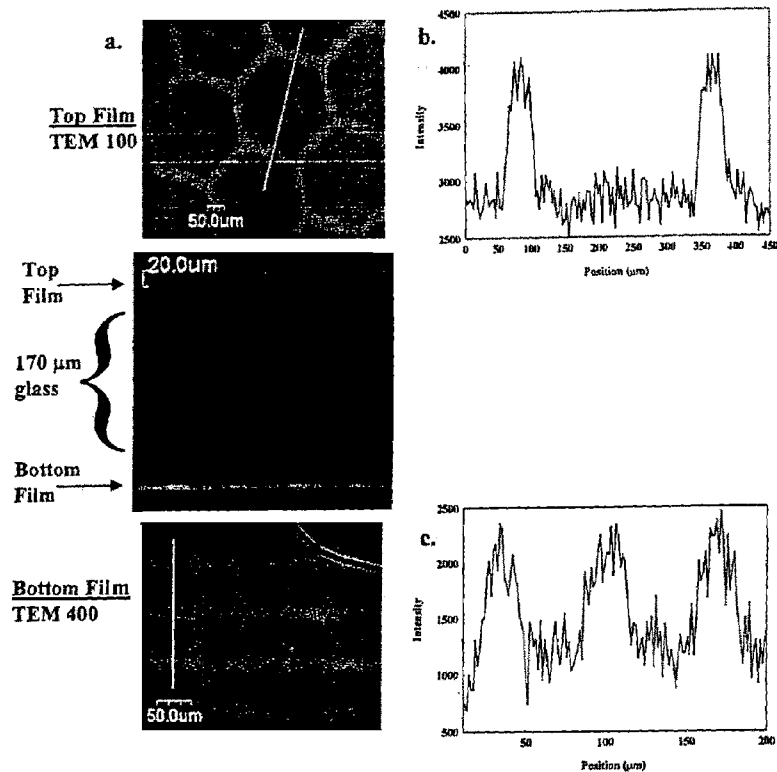 a.
Top Film
TEM 100
50.0um
b.
4500
4000
3500
3000
2500
Intensity
0
50
100
150
200
250
300
350
400
450
Position (µm)
Top
Film
20.0um
170 µm
glass
Bottom
Film
Bottom Film
TEM 400
50.0um
c.
2500
2000
1500
1000
500
Intensity
50
100
150
200
Position (µm)